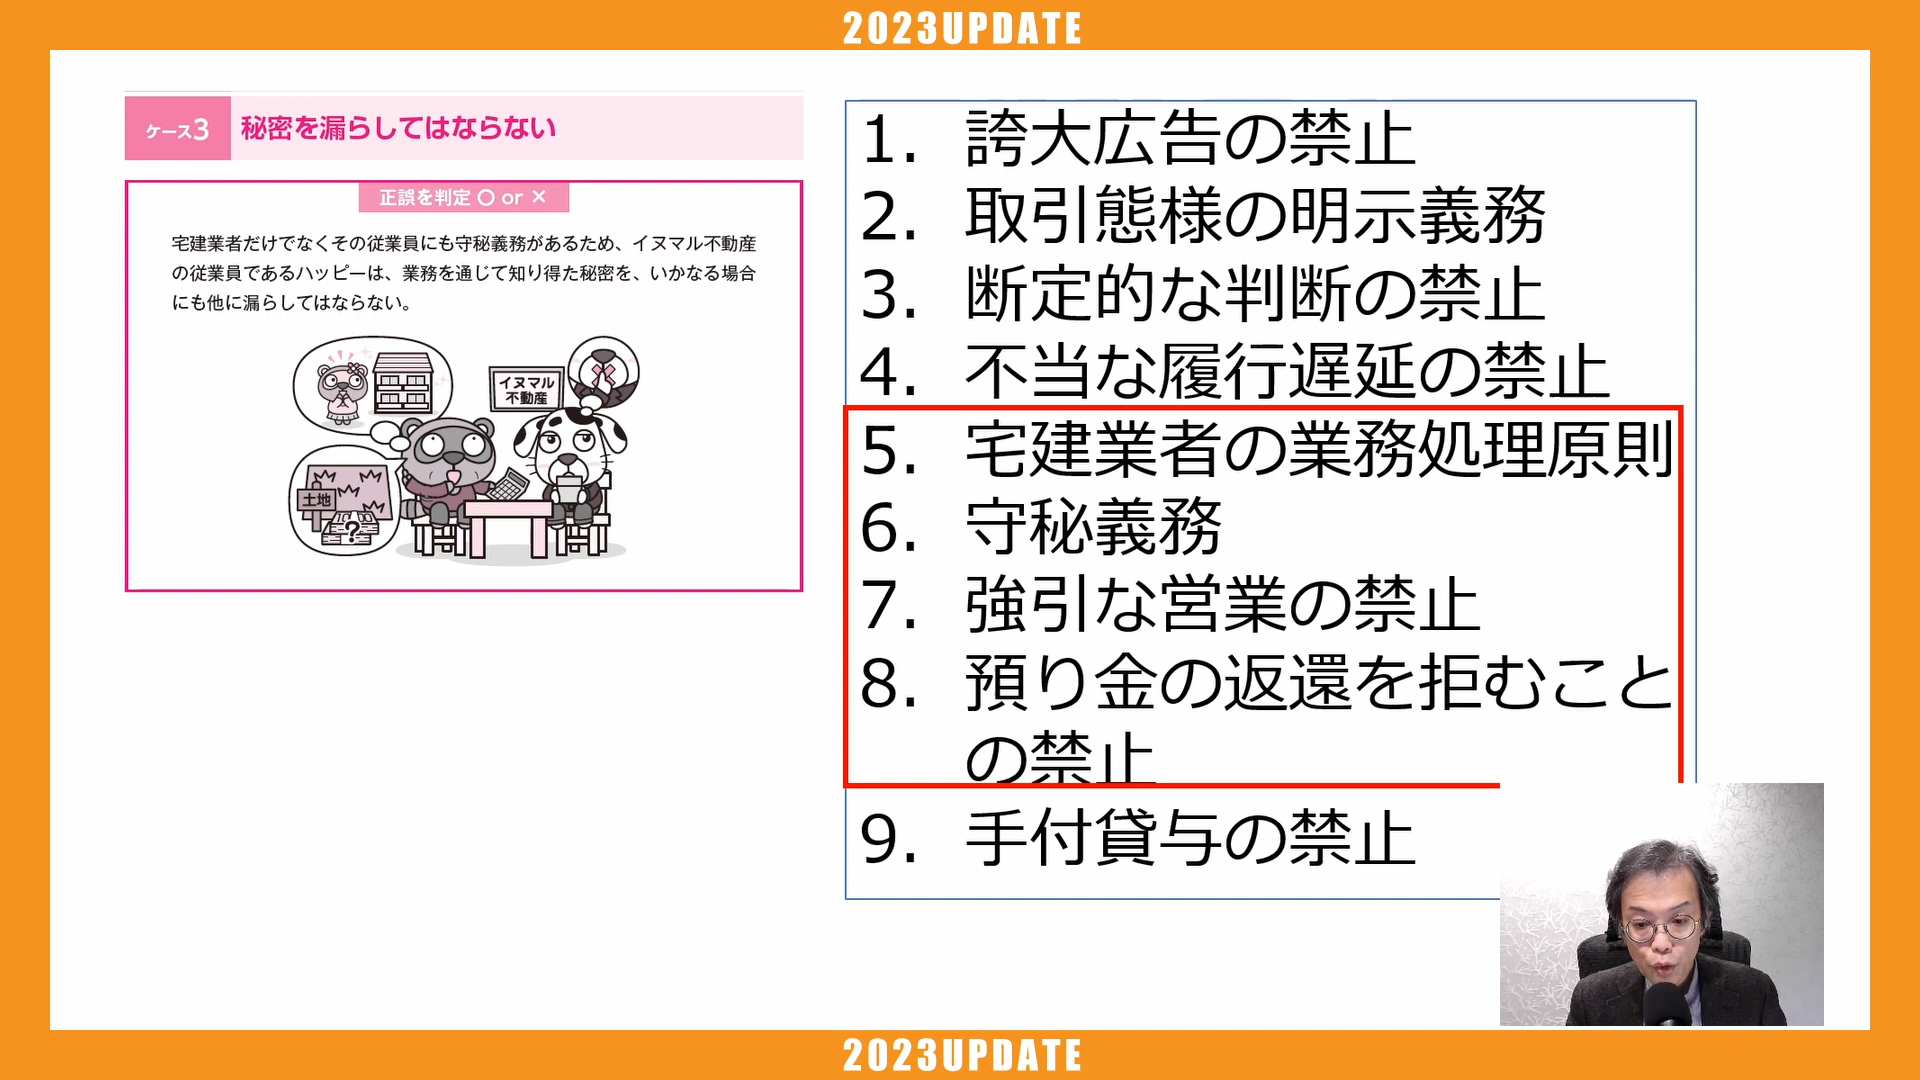 2023UPDATE
ケース3 秘密を漏らしてはならない
正誤を判定 〇 or ×
宅建業者だけでなくその従業員にも守秘義務があるため、イヌマル不動産
の従業員であるハッピーは、業務を通じて知り得た秘密を、いかなる場合
にも他に漏らしてはならない。
イヌマル
不動産
土地
?
1. 誇大広告の禁止
2. 取引態様の明示義務
3. 断定的な判断の禁止
4. 不当な履行遅延の禁止
5. 宅建業者の業務処理原則
6. 守秘義務
7. 強引な営業の禁止
8. 預り金の返還を拒むこと
の禁止
9. 手付貸与の禁止
2023UPDATE